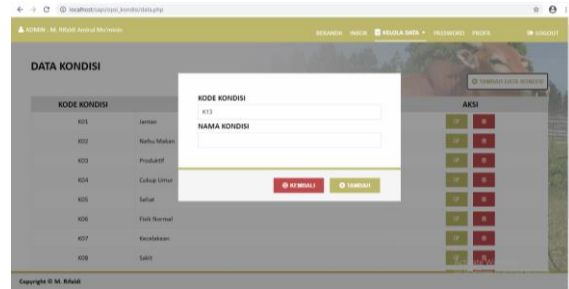 localhost/sapi/opsi_kondisi/data.php
ADMIN : M. Rifaldi Amirul Mu'minin
BERANDA INBOX KELOLA DATA PASSWORD PROFIL LOGOUT
DATA KONDISI
TAMBAH DATA KONDISI
KODE KONDISI
AKSI
K01 Jantan
K02 Nafsu Makan
K03 Produktif
K04 Cukup Umur
K05 Sehat
K06 Fisik Normal
K07 Kecelakaan
K08 Sakit
KODE KONDISI
K13
NAMA KONDISI
KEMBALI TAMBAH
Copyright © M. Rifaldi